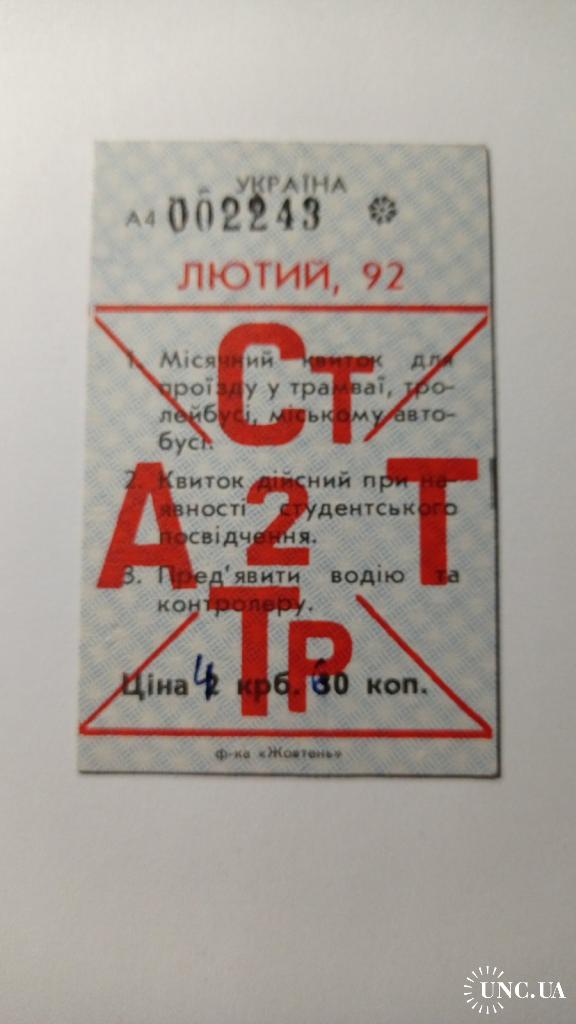 УКРАЇНА
А4 002243
ЛЮТИЙ, 92
Ст
1. Місячний квиток для
проїзду у трамваї, тро-
лейбусі, міському авто-
бусі.
А 2 Т
2. Квиток дійсний при на-
явності студентського
посвідчення.
3. Пред'явити водію та
контролеру.
Тр
Ціна 4 крб. 60 коп.
ф-ка «Жовтень»
UNC.UA